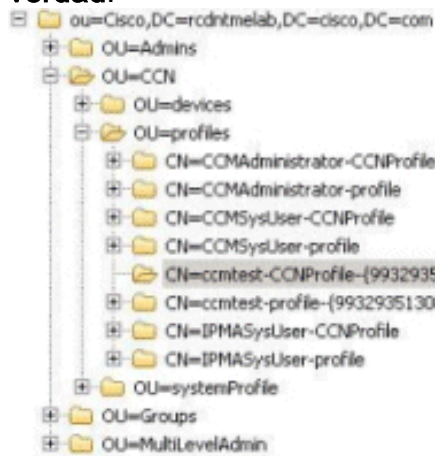 verdad.
ou=Cisco,DC=rcdntmelab,DC=cisco,DC=com
OU=Admins
OU=CCN
OU=devices
OU=profiles
CN=CCMAdministrator-CCNProfile
CN=CCMAdministrator-profile
CN=CCMSysUser-CCNProfile
CN=CCMSysUser-profile
CN=ccmtest-CCNProfile-{9932935
CN=ccmtest-profile-{9932935130
CN=IPMASysUser-CCNProfile
CN=IPMASysUser-profile
OU=systemProfile
OU=Groups
OU=MultiLevelAdmin